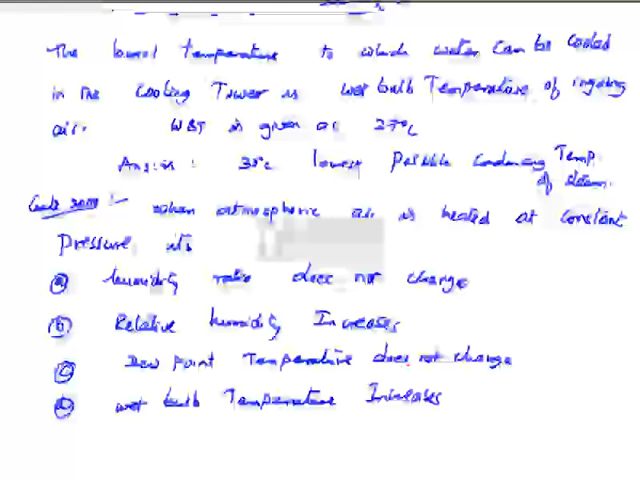 The lowest temperature to which water can be cooled
in the cooling Tower is wet bulb Temperature of ingoing
air. WBT is given as 27°C
Ans is : lowest possible condensing Temp.
of steam.
when atmospheric air is heated at constant
pressure, its
(a) humidity ratio does not change
(b) Relative humidity Increases
(c) Dew point Temperature does not change
(d) wet bulb Temperature Increases